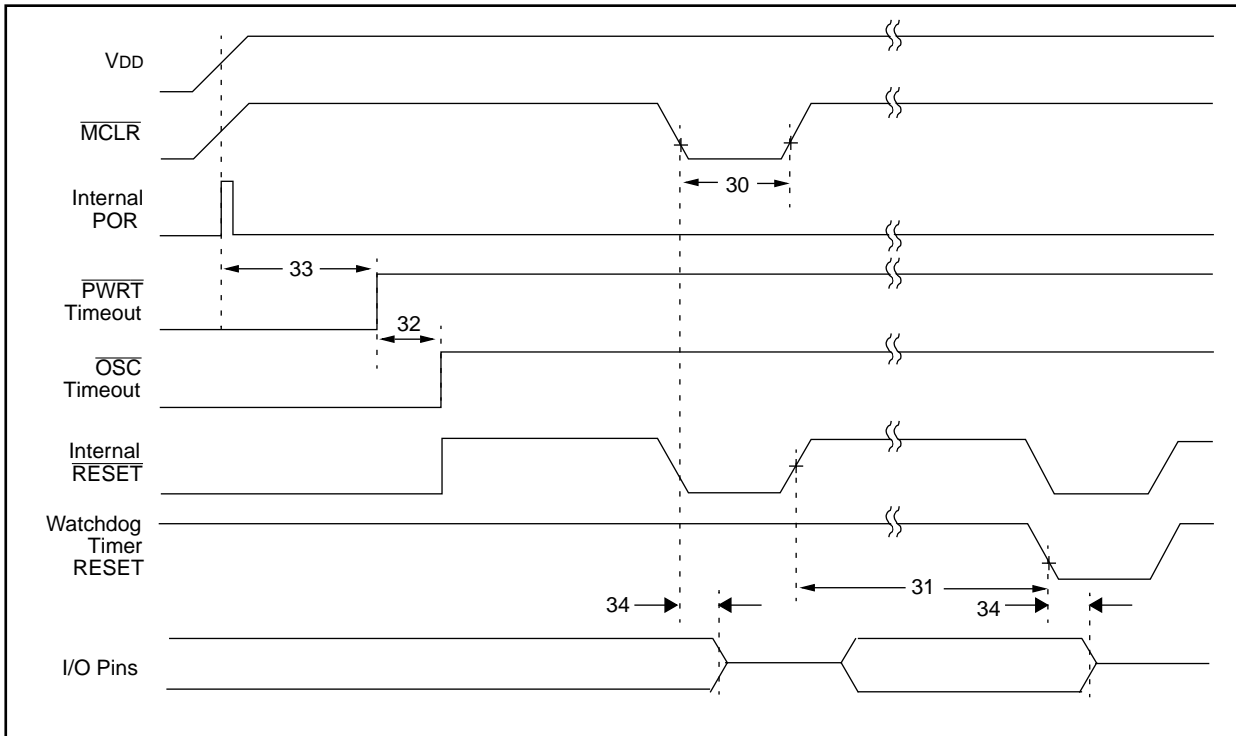 VDD
MCLR
30
Internal
POR
33
PWRT
Timeout
32
OSC
Timeout
Internal
RESET
Watchdog
Timer
RESET
31
34
34
I/O Pins